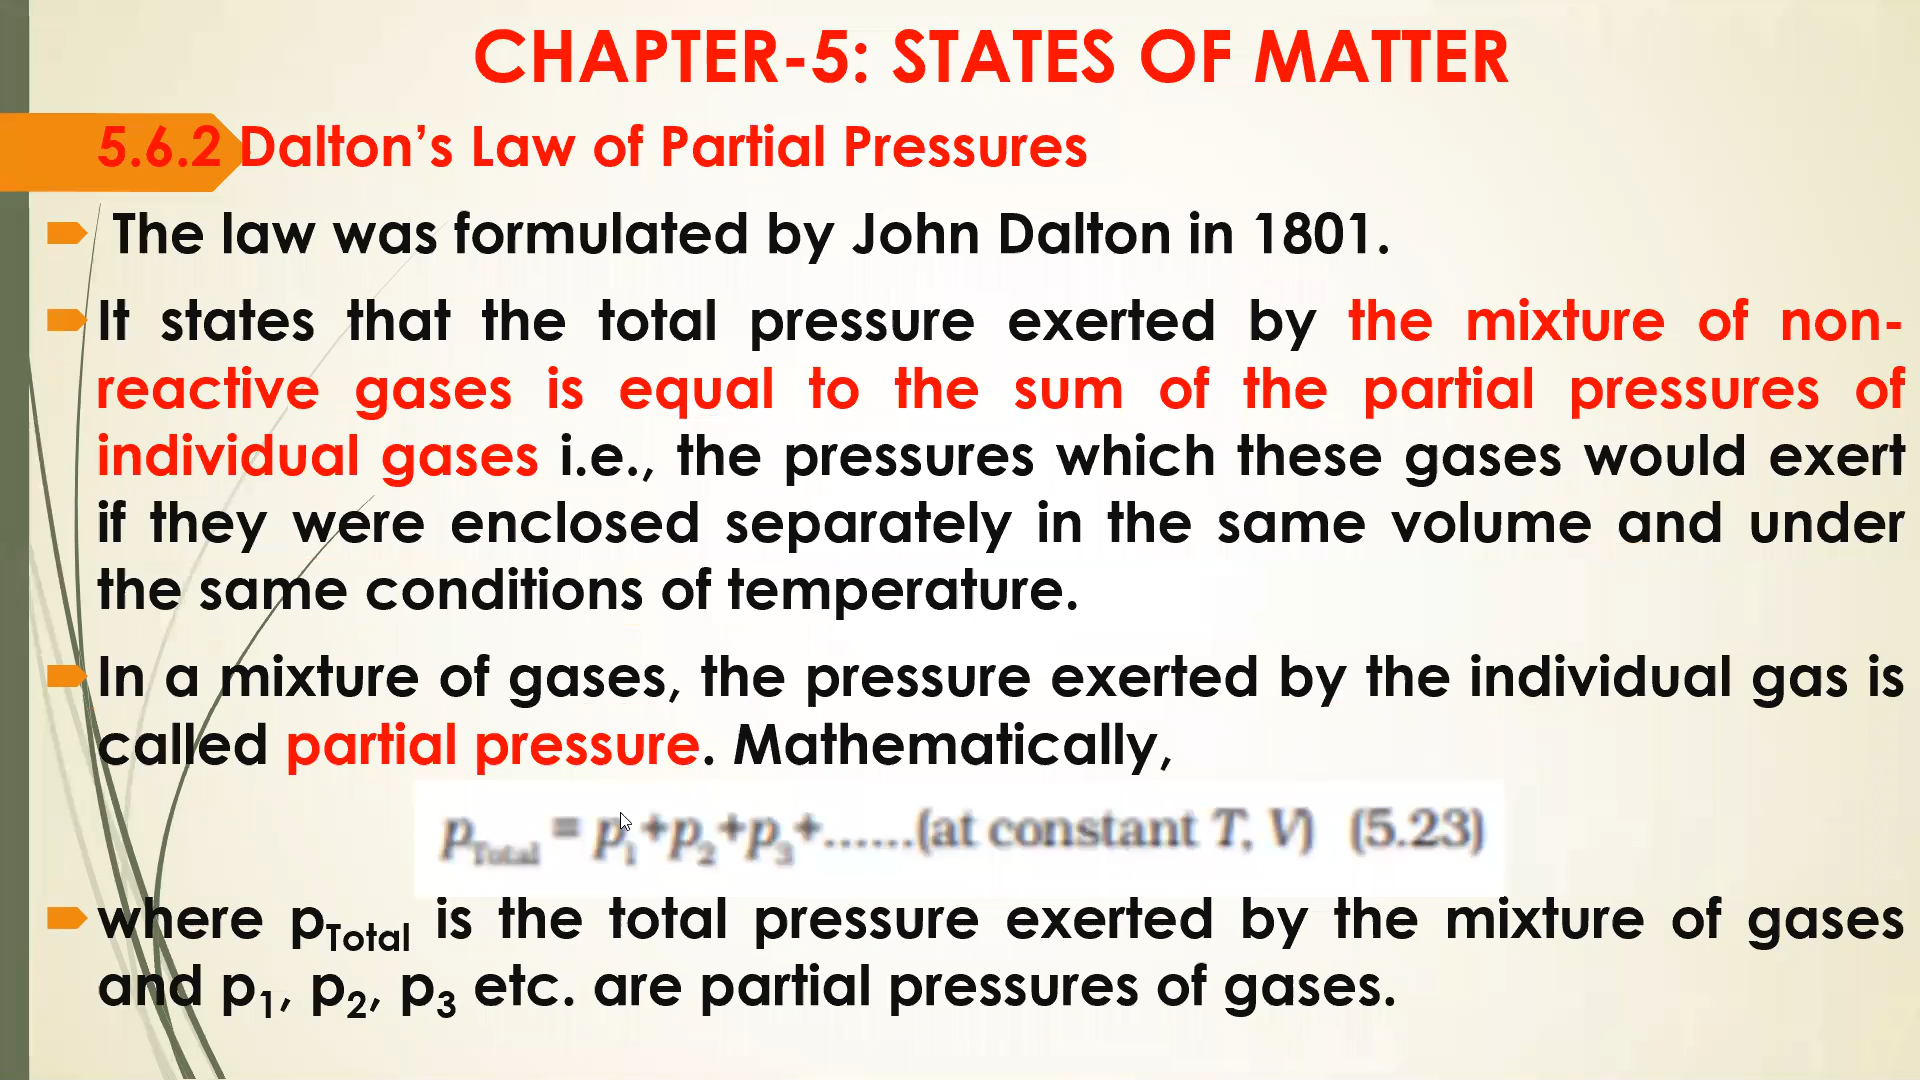 CHAPTER-5: STATES OF MATTER
5.6.2 Dalton’s Law of Partial Pressures
The law was formulated by John Dalton in 1801.
It states that the total pressure exerted by the mixture of non-
reactive gases is equal to the sum of the partial pressures of
individual gases i.e., the pressures which these gases would exert
if they were enclosed separately in the same volume and under
the same conditions of temperature.
In a mixture of gases, the pressure exerted by the individual gas is
called partial pressure. Mathematically,
p_Total = p₁+p₂+p₃+......(at constant T, V) (5.23)
where p_Total is the total pressure exerted by the mixture of gases
and p₁, p₂, p₃ etc. are partial pressures of gases.